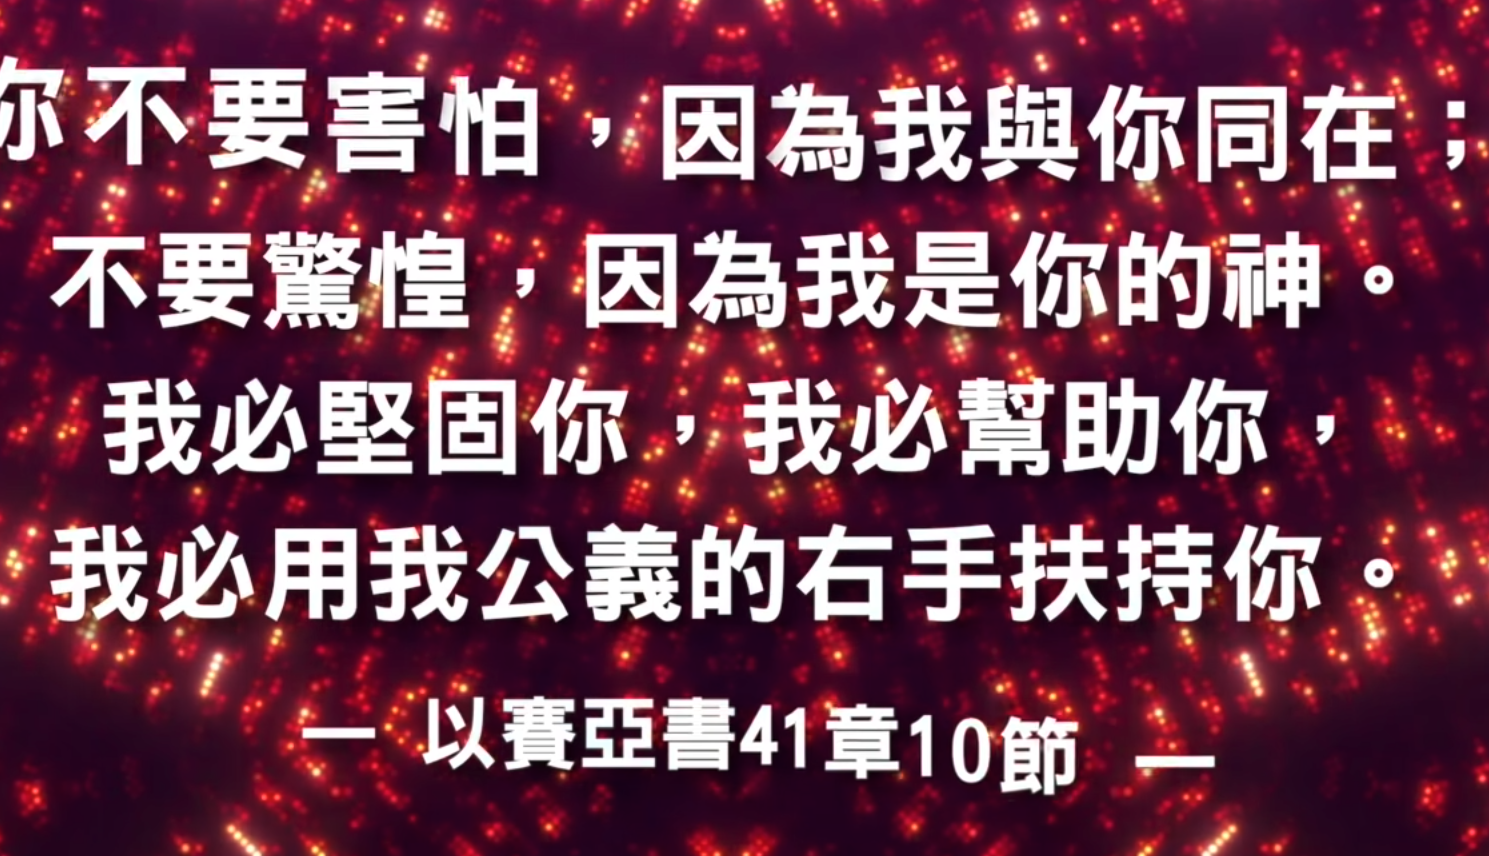 你不要害怕，因為我與你同在；
不要驚惶，因為我是你的神。
我必堅固你，我必幫助你，
我必用我公義的右手扶持你。
— 以賽亞書41章10節 —